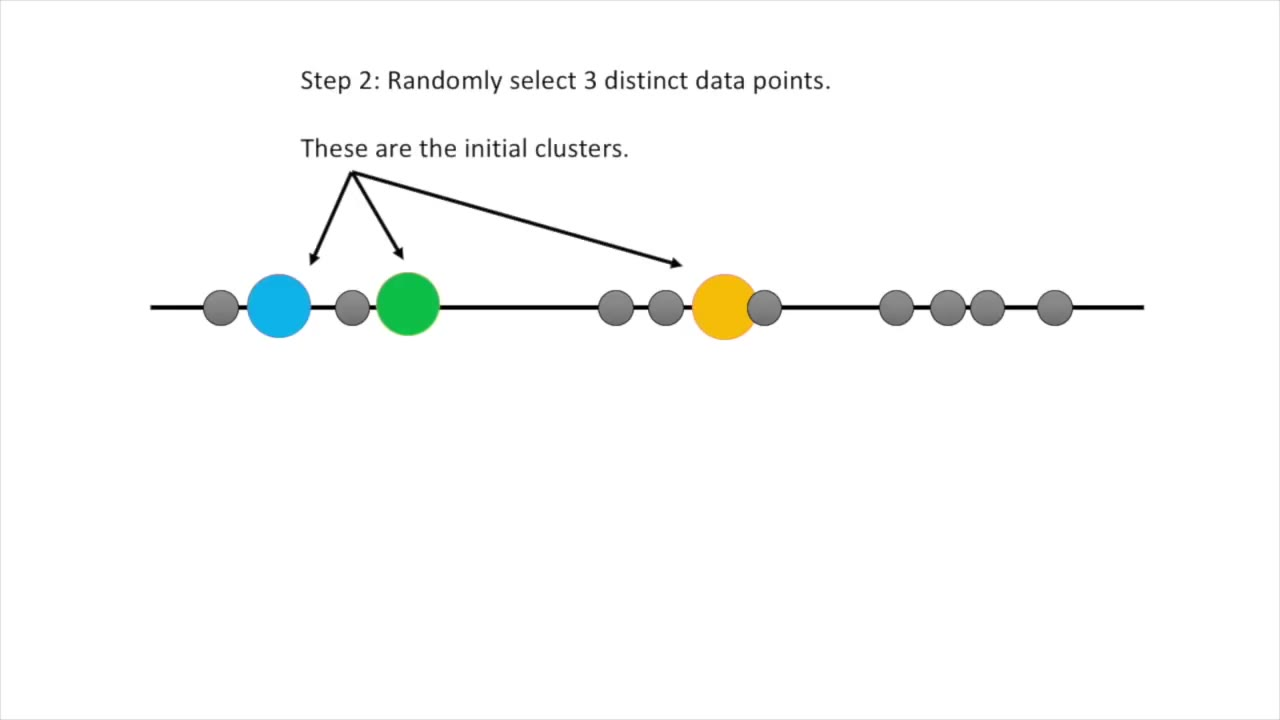 Step 2: Randomly select 3 distinct data points.
These are the initial clusters.